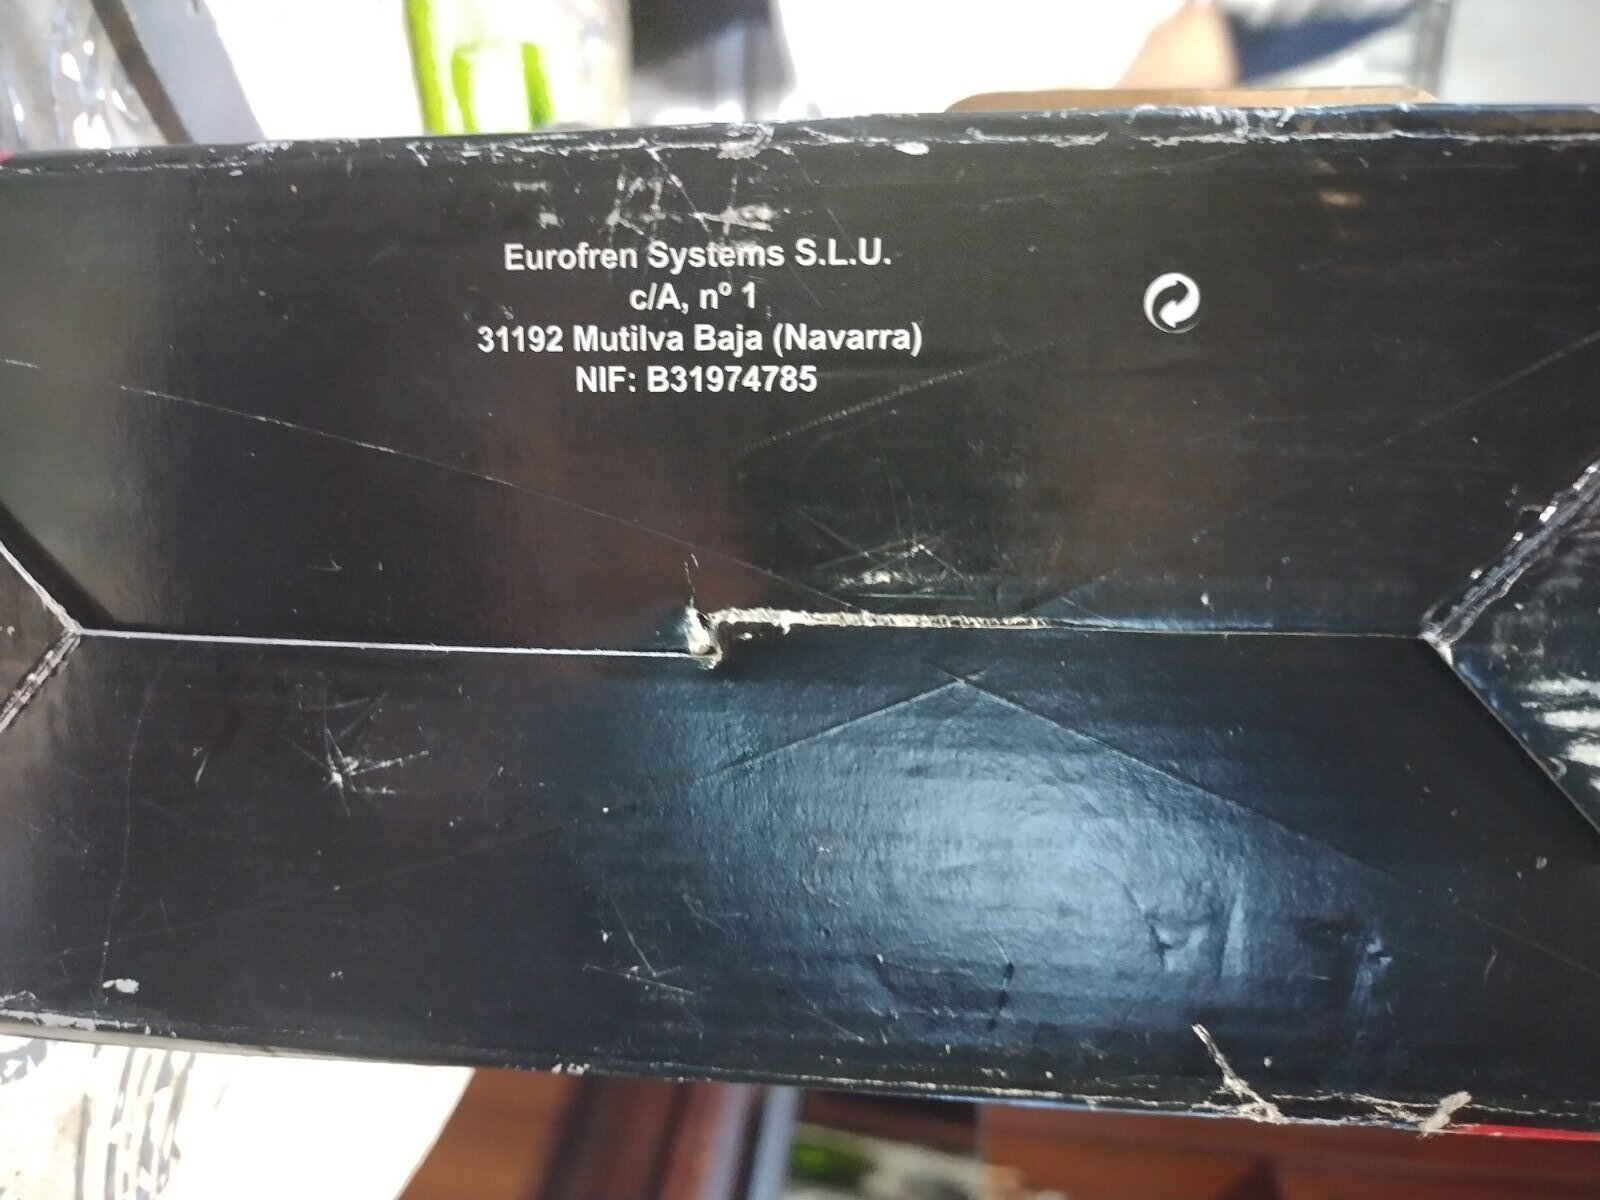 Eurofren Systems S.L.U.
c/A, nº 1
31192 Mutilva Baja (Navarra)
NIF: B31974785